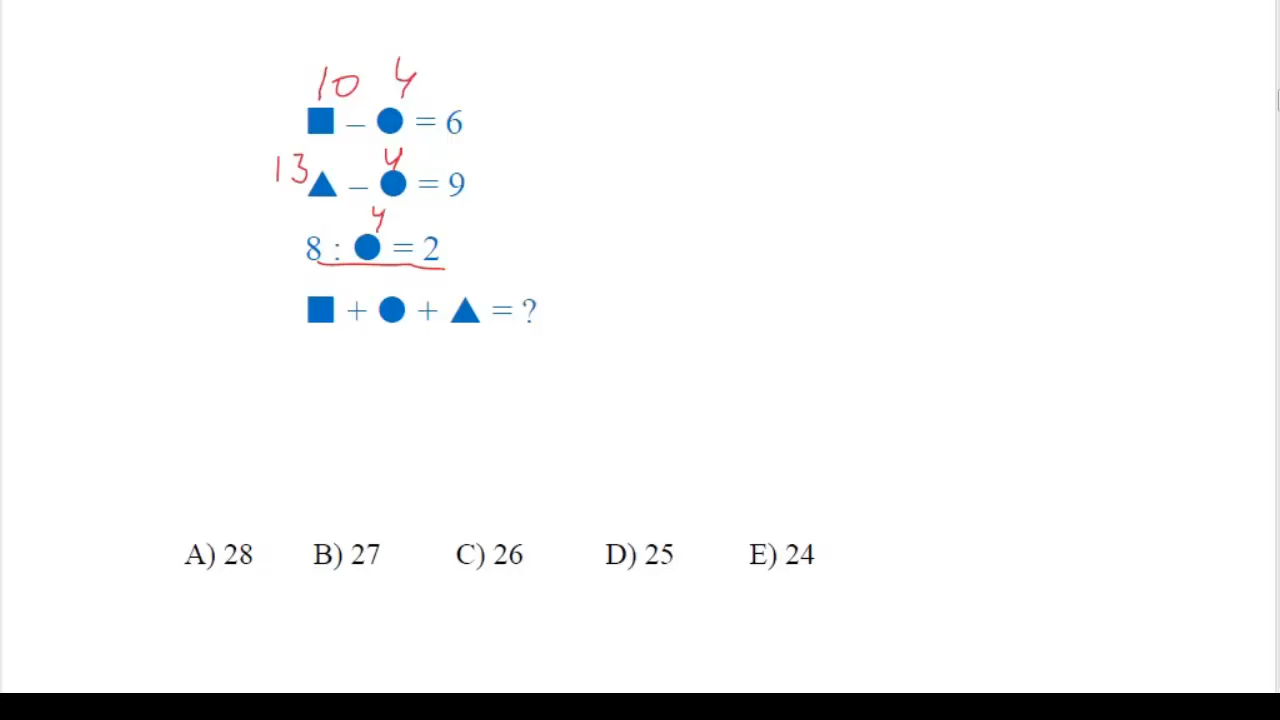 10 4
■ – ● = 6
13 4
▲ – ● = 9
4
8 : ● = 2
■ + ● + ▲ = ?
A) 28 B) 27 C) 26 D) 25 E) 24